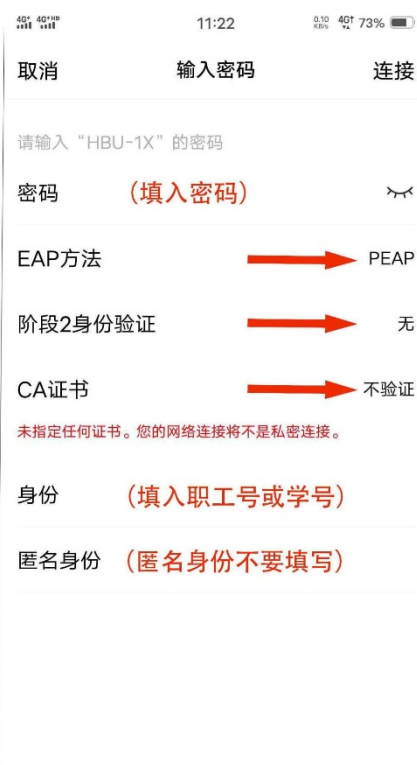 4G+ 4G+HD 11:22 0.10 KB/s 4G↑ 73%
取消 输入密码 连接
请输入“HBU-1X”的密码
密码 （填入密码）
EAP方法 PEAP
阶段2身份验证 无
CA证书 不验证
未指定任何证书。您的网络连接将不是私密连接。
身份 （填入职工号或学号）
匿名身份 （匿名身份不要填写）